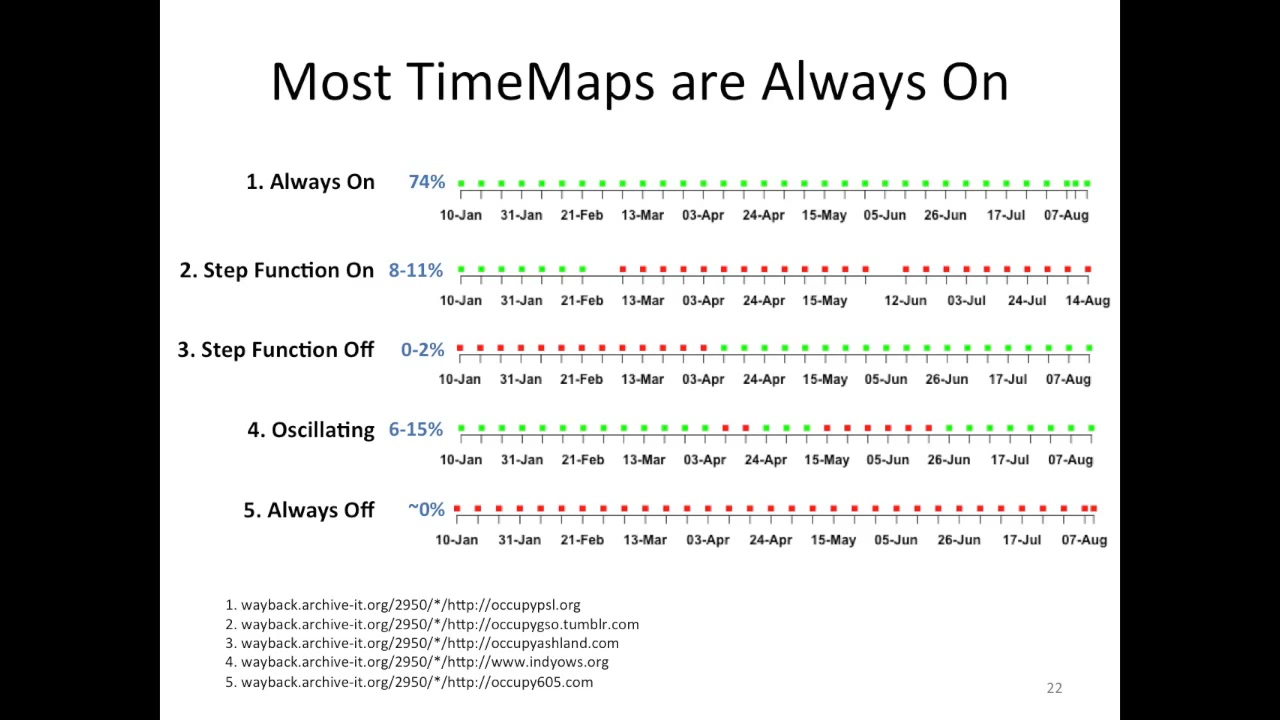 Most TimeMaps are Always On
1. Always On 74%
10-Jan 31-Jan 21-Feb 13-Mar 03-Apr 24-Apr 15-May 05-Jun 26-Jun 17-Jul 07-Aug
2. Step Function On 8-11%
10-Jan 31-Jan 21-Feb 13-Mar 03-Apr 24-Apr 15-May 12-Jun 03-Jul 24-Jul 14-Aug
3. Step Function Off 0-2%
10-Jan 31-Jan 21-Feb 13-Mar 03-Apr 24-Apr 15-May 05-Jun 26-Jun 17-Jul 07-Aug
4. Oscillating 6-15%
10-Jan 31-Jan 21-Feb 13-Mar 03-Apr 24-Apr 15-May 05-Jun 26-Jun 17-Jul 07-Aug
5. Always Off ~0%
10-Jan 31-Jan 21-Feb 13-Mar 03-Apr 24-Apr 15-May 05-Jun 26-Jun 17-Jul 07-Aug
1. wayback.archive-it.org/2950/*/http://occupypsl.org
2. wayback.archive-it.org/2950/*/http://occupygso.tumblr.com
3. wayback.archive-it.org/2950/*/http://occupyashland.com
4. wayback.archive-it.org/2950/*/http://www.indyows.org
5. wayback.archive-it.org/2950/*/http://occupy605.com
22